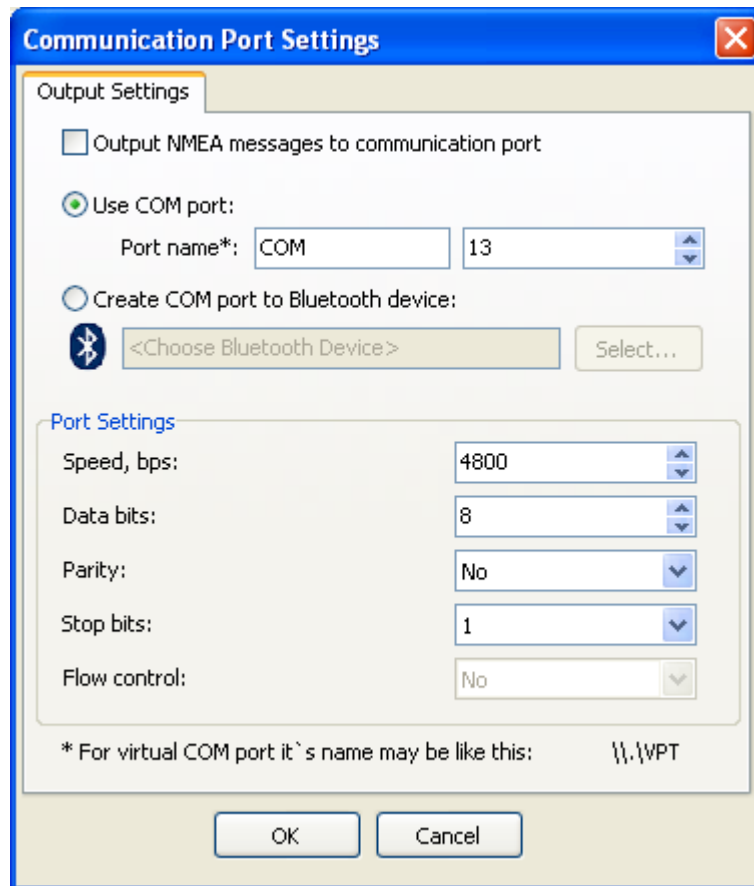 Communication Port Settings
Output Settings
Output NMEA messages to communication port
Use COM port:
Port name*: COM 13
Create COM port to Bluetooth device:
<Choose Bluetooth Device> Select...
Port Settings
Speed, bps: 4800
Data bits: 8
Parity: No
Stop bits: 1
Flow control: No
* For virtual COM port it`s name may be like this: \\.\VPT
OK Cancel